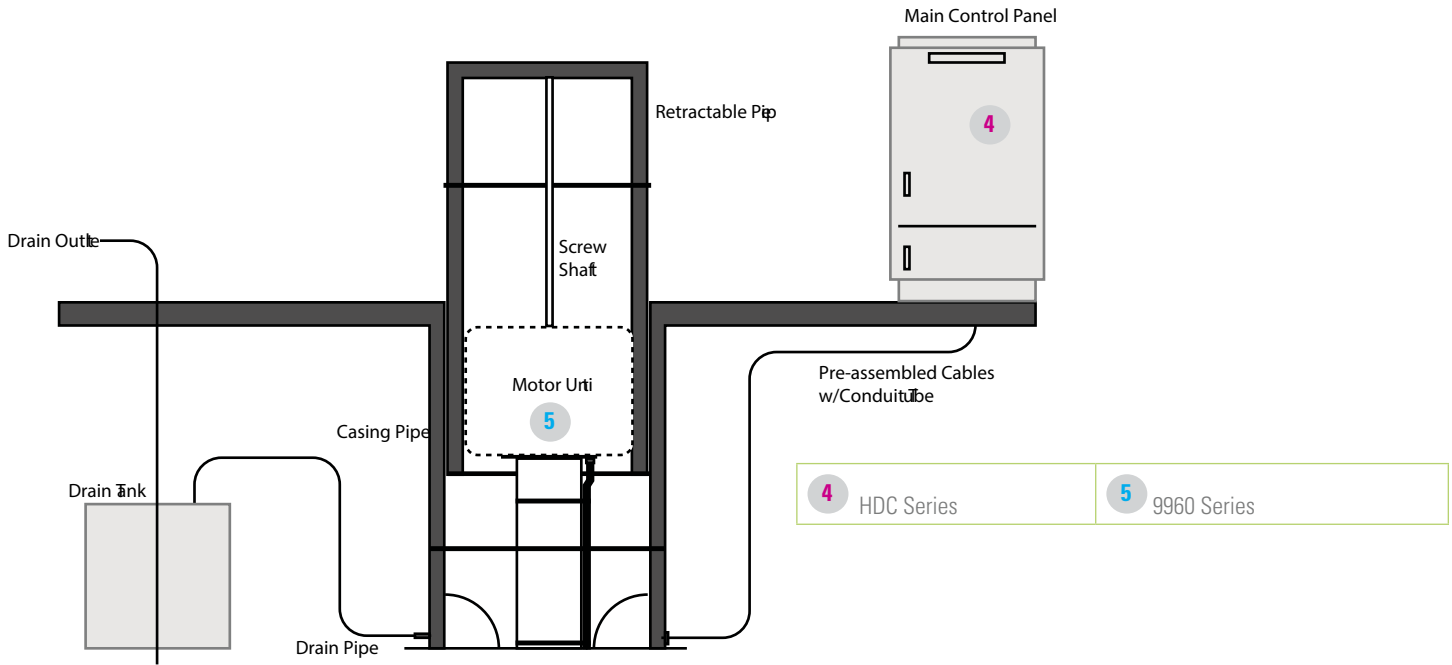 Main Control Panel
Retractable Pipe
4
Drain Outlet
Screw
Shaft
Pre-assembled Cables
w/Conduit Tube
Motor Unit
5
Casing Pipe
Drain Tank
4 HDC Series
5 9960 Series
Drain Pipe